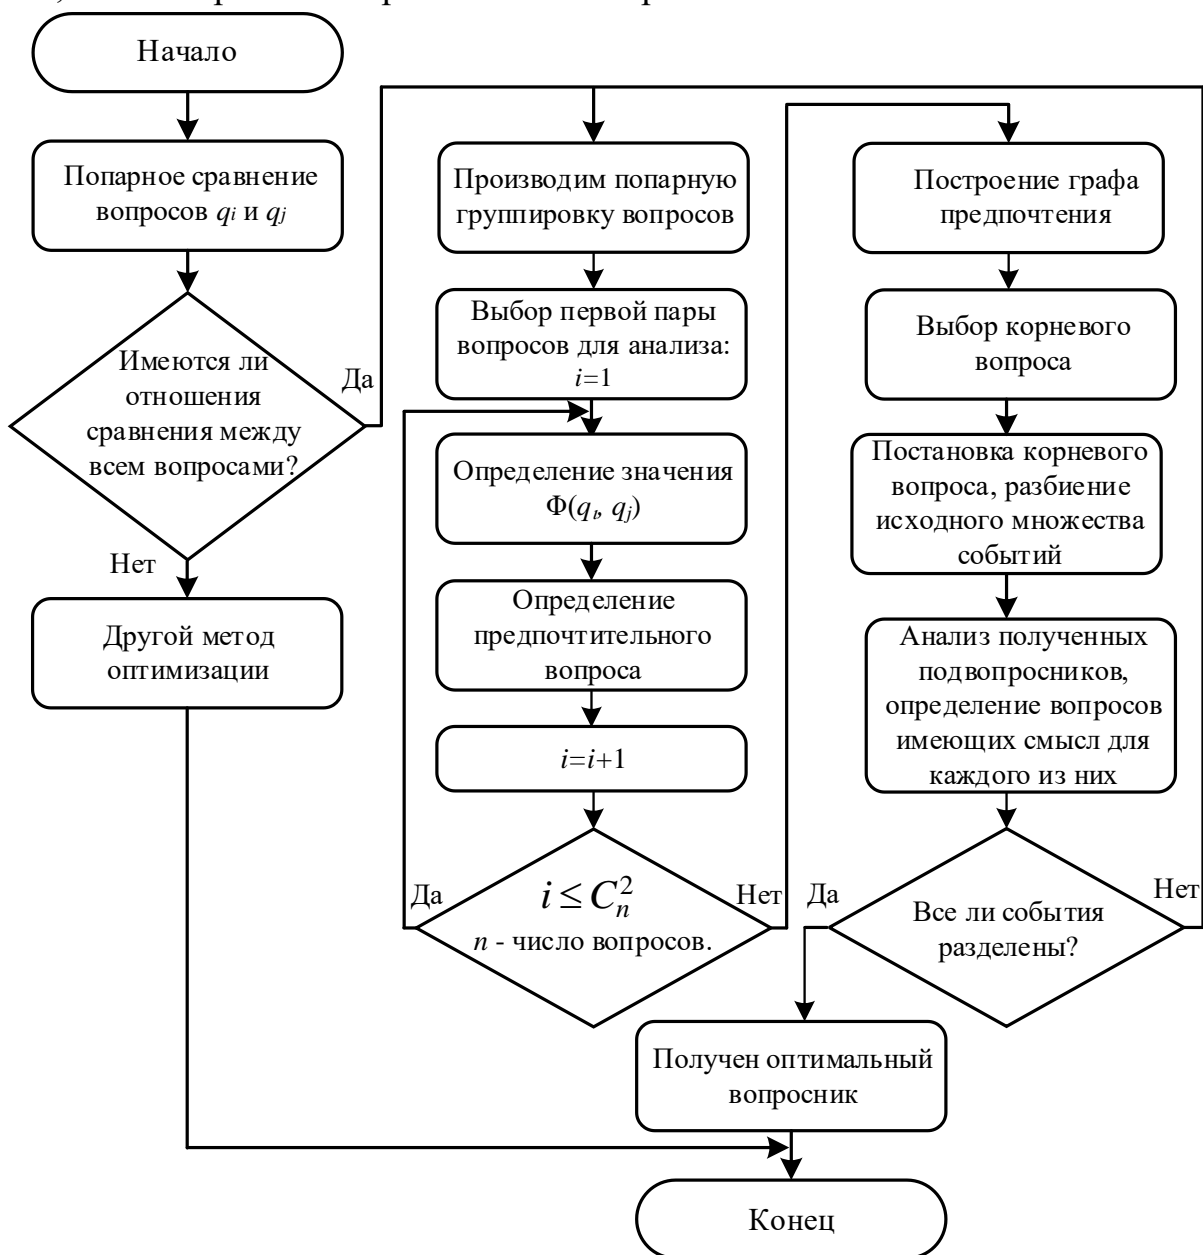 Начало
Попарное сравнение
вопросов qi и qj
Имеются ли
отношения
сравнения между
всем вопросами?
Да
Нет
Другой метод
оптимизации
Производим попарную
группировку вопросов
Выбор первой пары
вопросов для анализа:
i=1
Определение значения
Ф(qi, qj)
Определение
предпочтительного
вопроса
i=i+1
Да
i ≤ C_n^2
n - число вопросов.
Нет
Построение графа
предпочтения
Выбор корневого
вопроса
Постановка корневого
вопроса, разбиение
исходного множества
событий
Анализ полученных
подвопросников,
определение вопросов
имеющих смысл для
каждого из них
Да
Все ли события
разделены?
Нет
Получен оптимальный
вопросник
Конец